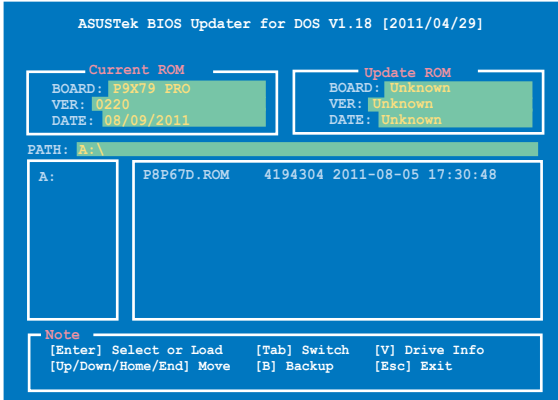 ASUSTek BIOS Updater for DOS V1.18 [2011/04/29]
Current ROM
BOARD: P9X79 PRO
VER: 0220
DATE: 08/09/2011
Update ROM
BOARD: Unknown
VER: Unknown
DATE: Unknown
PATH: A:\
A:
P8P67D.ROM 4194304 2011-08-05 17:30:48
Note
[Enter] Select or Load [Tab] Switch [V] Drive Info
[Up/Down/Home/End] Move [B] Backup [Esc] Exit